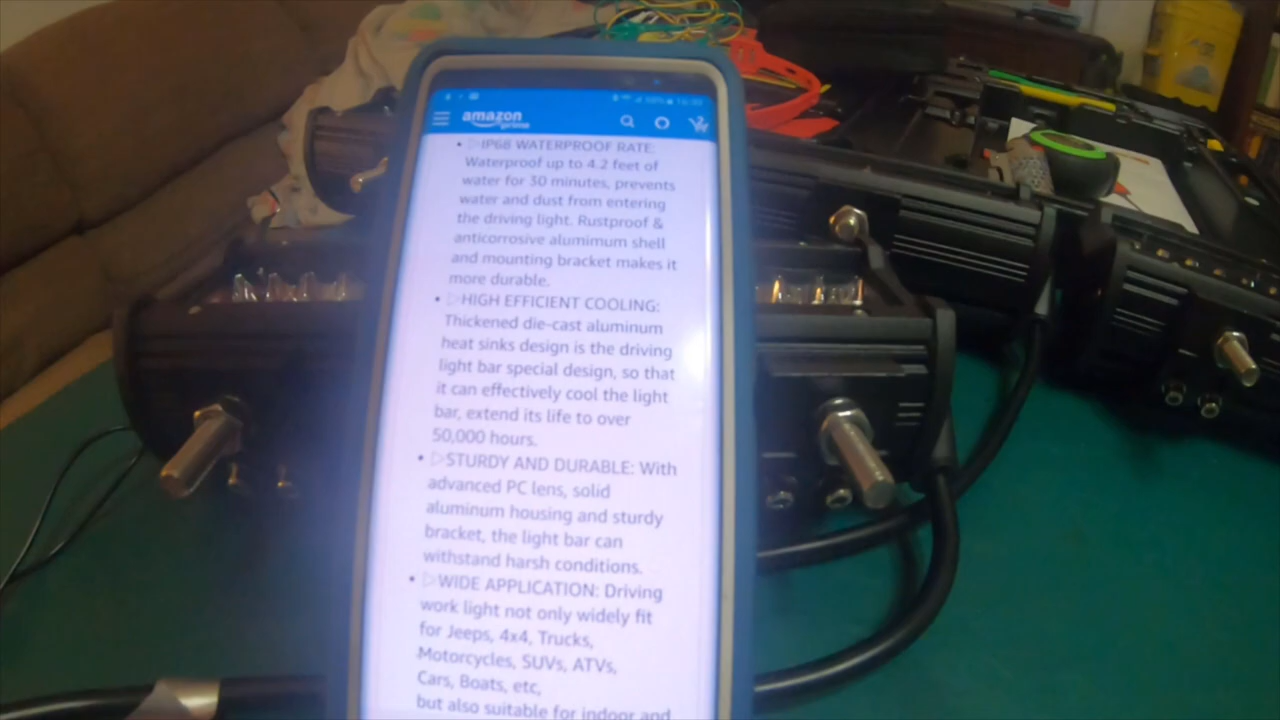 amazon
prime
• ▷IP68 WATERPROOF RATE:
Waterproof up to 4.2 feet of
water for 30 minutes, prevents
water and dust from entering
the driving light. Rustproof &
anticorrosive alumimum shell
and mounting bracket makes it
more durable.
• ▷HIGH EFFICIENT COOLING:
Thickened die-cast aluminum
heat sinks design is the driving
light bar special design, so that
it can effectively cool the light
bar, extend its life to over
50,000 hours.
• ▷STURDY AND DURABLE: With
advanced PC lens, solid
aluminum housing and sturdy
bracket, the light bar can
withstand harsh conditions.
• ▷WIDE APPLICATION: Driving
work light not only widely fit
for Jeeps, 4x4, Trucks,
Motorcycles, SUVs, ATVs,
Cars, Boats, etc,
but also suitable for indoor and